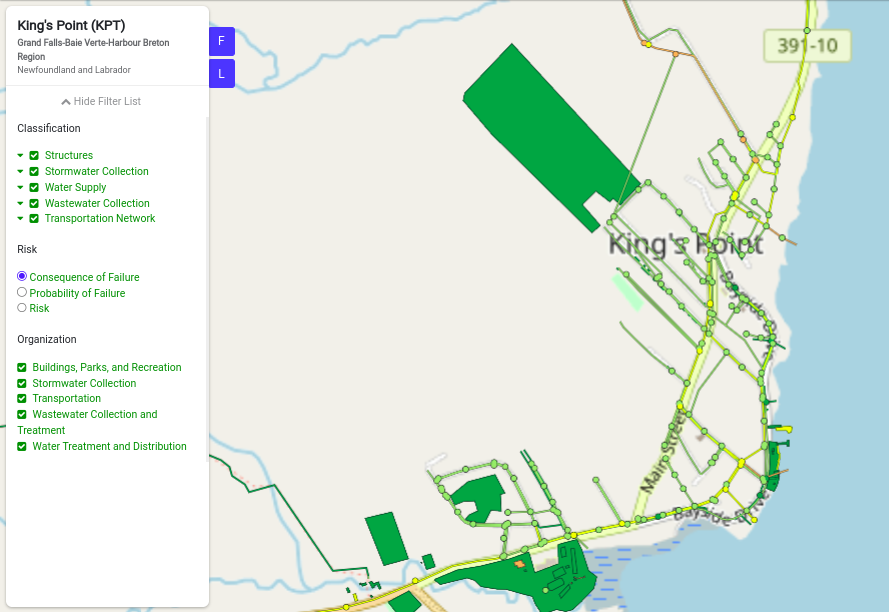 King's Point (KPT)
Grand Falls-Baie Verte-Harbour Breton
Region
Newfoundland and Labrador
Hide Filter List
Classification
Structures
Stormwater Collection
Water Supply
Wastewater Collection
Transportation Network
Risk
Consequence of Failure
Probability of Failure
Risk
Organization
Buildings, Parks, and Recreation
Stormwater Collection
Transportation
Wastewater Collection and
Treatment
Water Treatment and Distribution
F
L
391-10
King's Point
Main Street
Bayside Drive